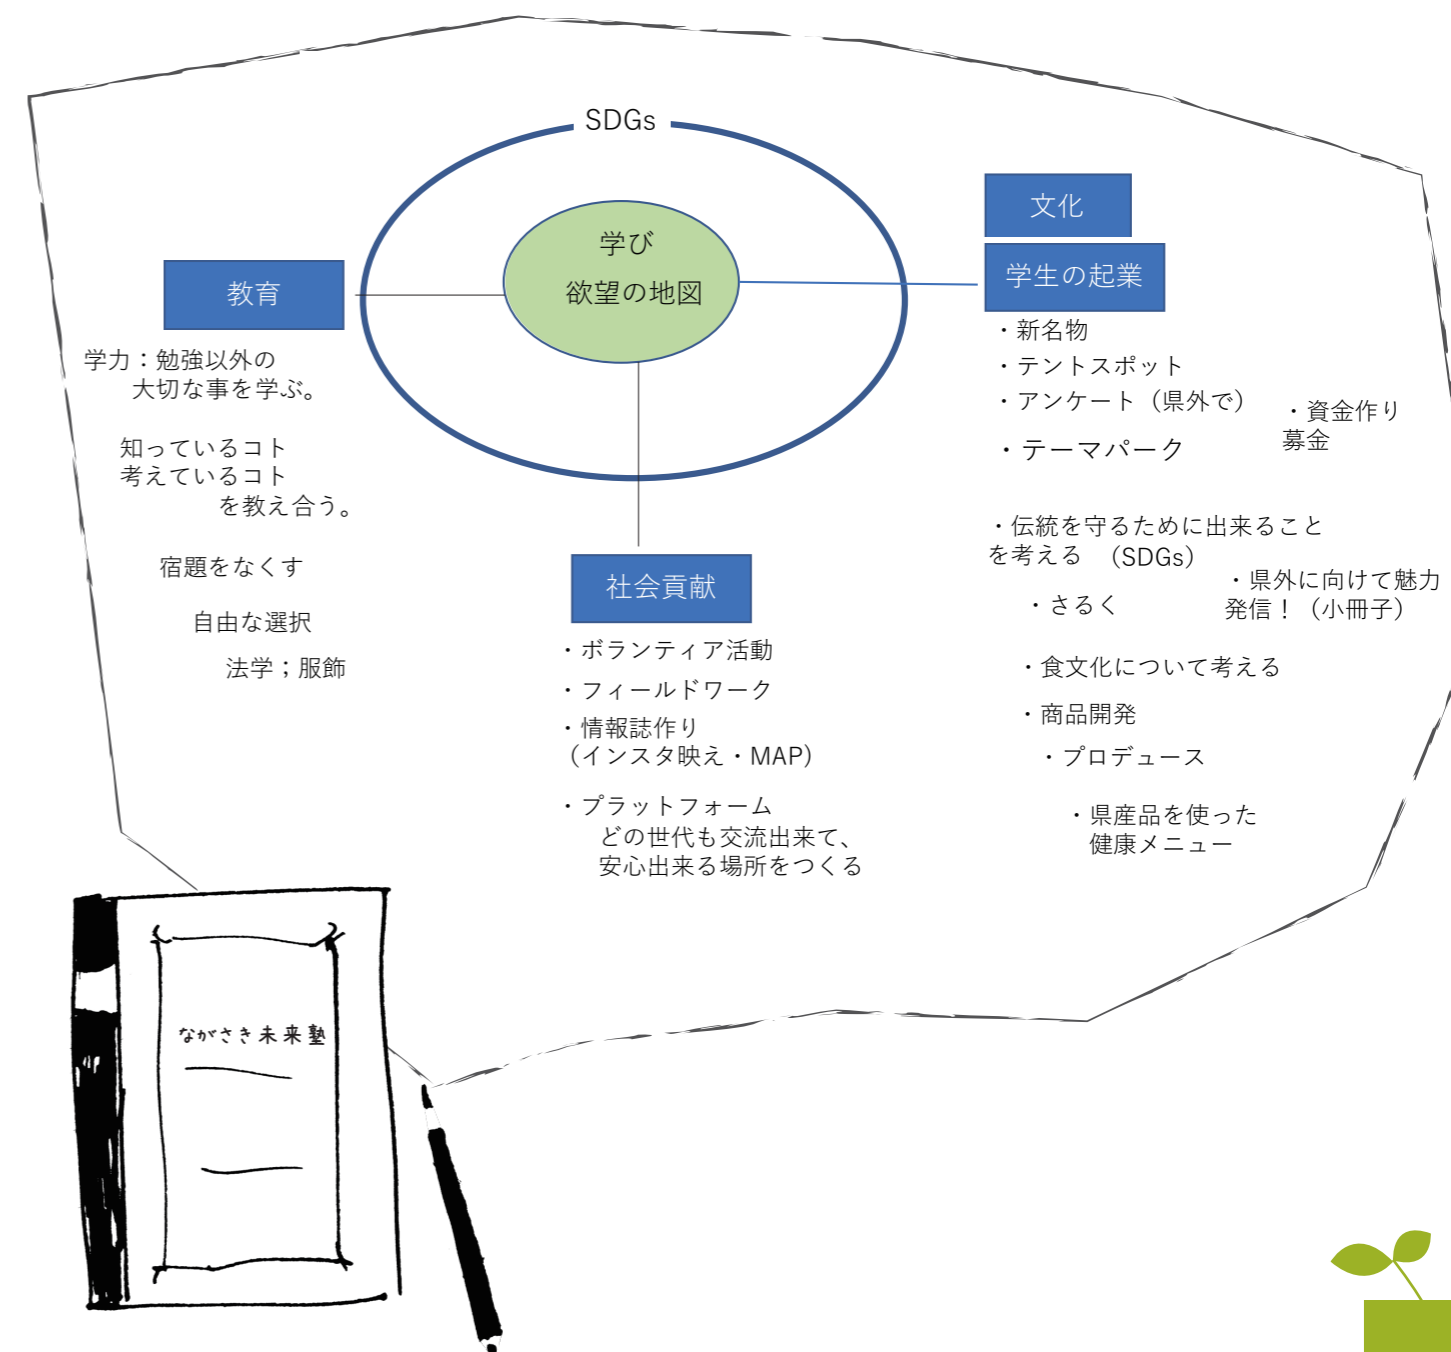 SDGs
学び
欲望の地図
教育
学力：勉強以外の
大切な事を学ぶ。
知っているコト
考えているコト
を教え合う。
宿題をなくす
自由な選択
法学；服飾
社会貢献
・ボランティア活動
・フィールドワーク
・情報誌作り
（インスタ映え・MAP）
・プラットフォーム
どの世代も交流出来て、
安心出来る場所をつくる
文化
学生の起業
・新名物
・テントスポット
・アンケート（県外で）
・資金作り
募金
・テーマパーク
・伝統を守るために出来ること
を考える （SDGs）
・県外に向けて魅力
発信！（小冊子）
・さるく
・食文化について考える
・商品開発
・プロデュース
・県産品を使った
健康メニュー
ながさき未来塾